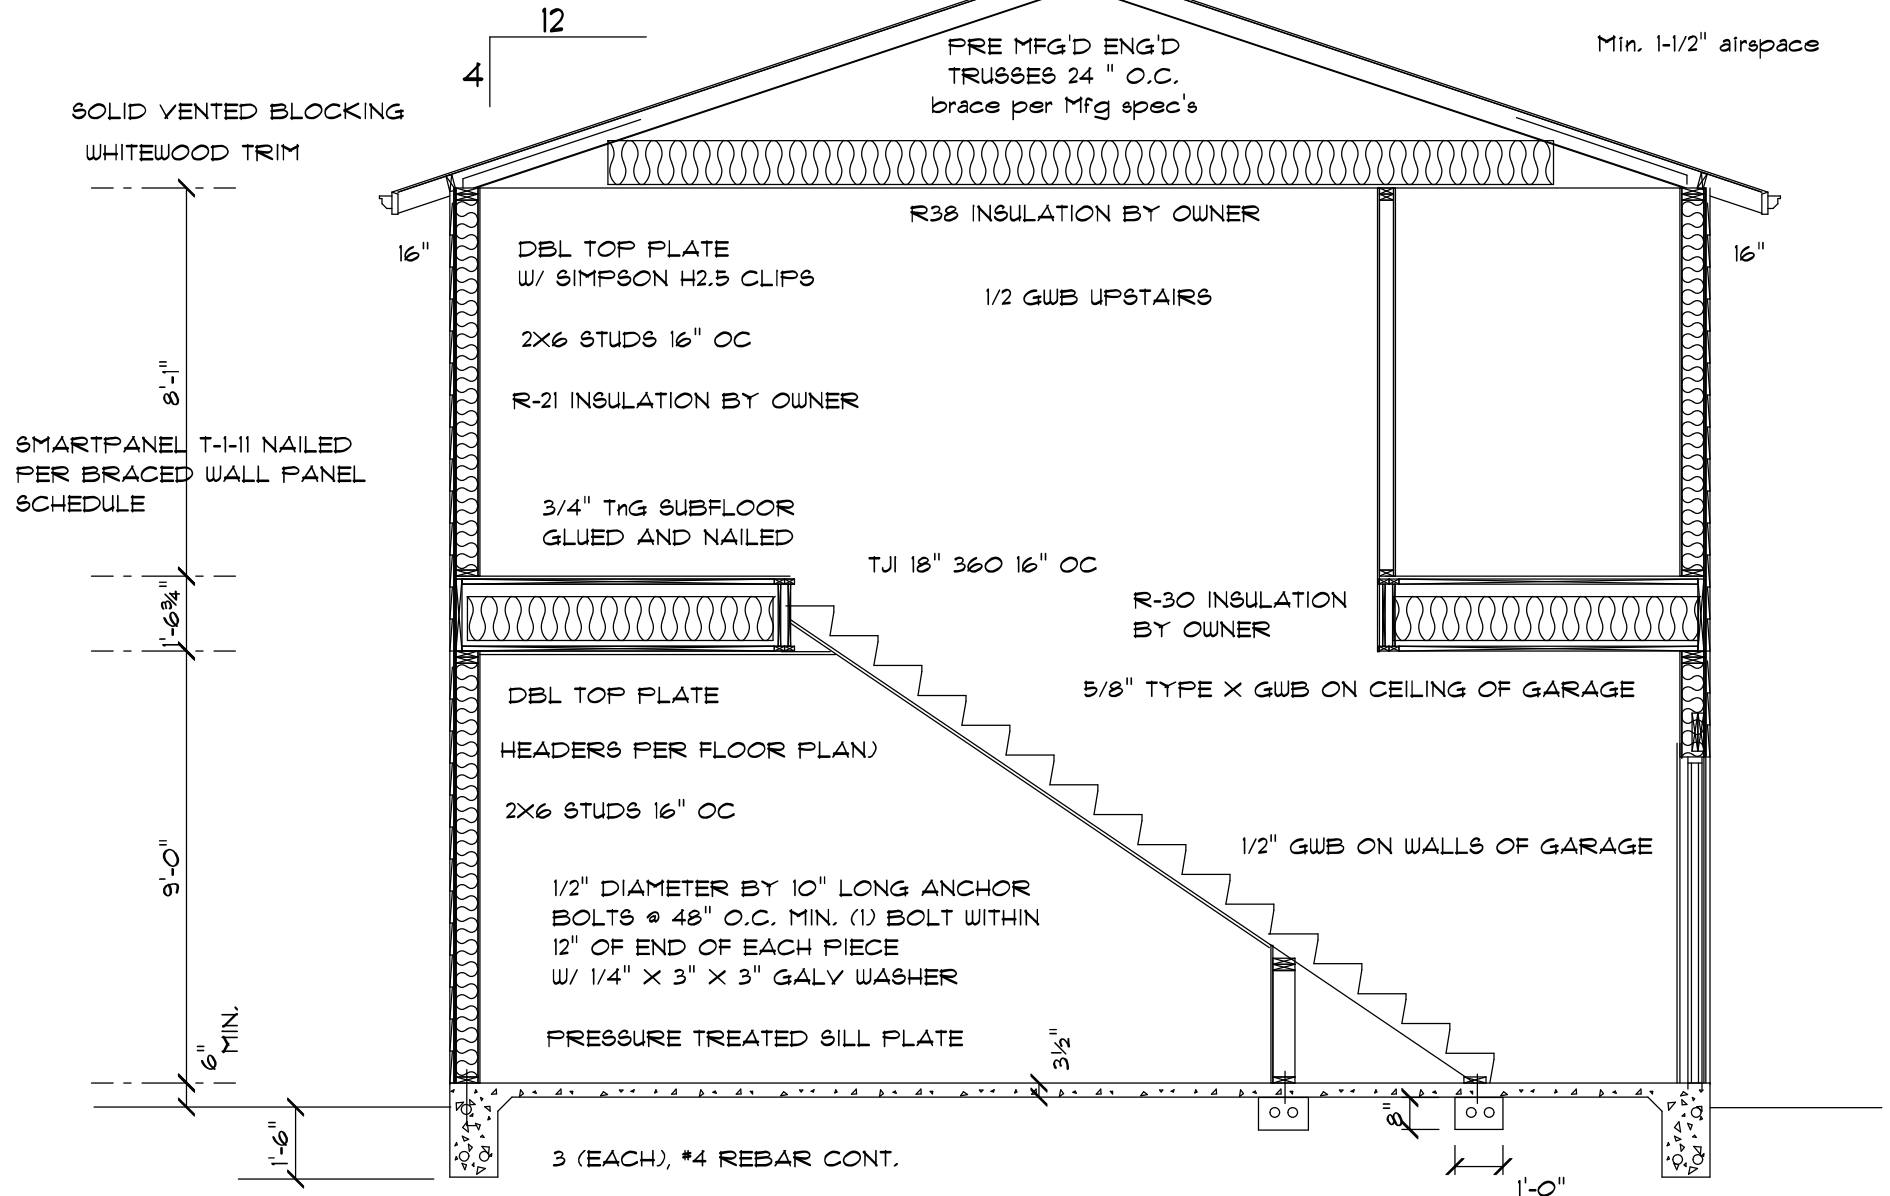 12
4
PRE MFG'D ENG'D
TRUSSES 24 " O.C.
brace per Mfg spec's
Min. 1-1/2" airspace
SOLID VENTED BLOCKING
WHITEWOOD TRIM
R38 INSULATION BY OWNER
16"
DBL TOP PLATE
W/ SIMPSON H2.5 CLIPS
16"
1/2 GWB UPSTAIRS
2X6 STUDS 16" OC
8'-1"
R-21 INSULATION BY OWNER
SMARTPANEL T-1-11 NAILED
PER BRACED WALL PANEL
SCHEDULE
3/4" TnG SUBFLOOR
GLUED AND NAILED
TJI 18" 360 16" OC
1'-6¾"
R-30 INSULATION
BY OWNER
DBL TOP PLATE
5/8" TYPE X GWB ON CEILING OF GARAGE
HEADERS PER FLOOR PLAN)
2X6 STUDS 16" OC
1/2" GWB ON WALLS OF GARAGE
9'-0"
1/2" DIAMETER BY 10" LONG ANCHOR
BOLTS @ 48" O.C. MIN. (1) BOLT WITHIN
12" OF END OF EACH PIECE
W/ 1/4" X 3" X 3" GALV WASHER
6"
MIN.
PRESSURE TREATED SILL PLATE
3½"
8"
1'-6"
3 (EACH), #4 REBAR CONT.
1'-0"